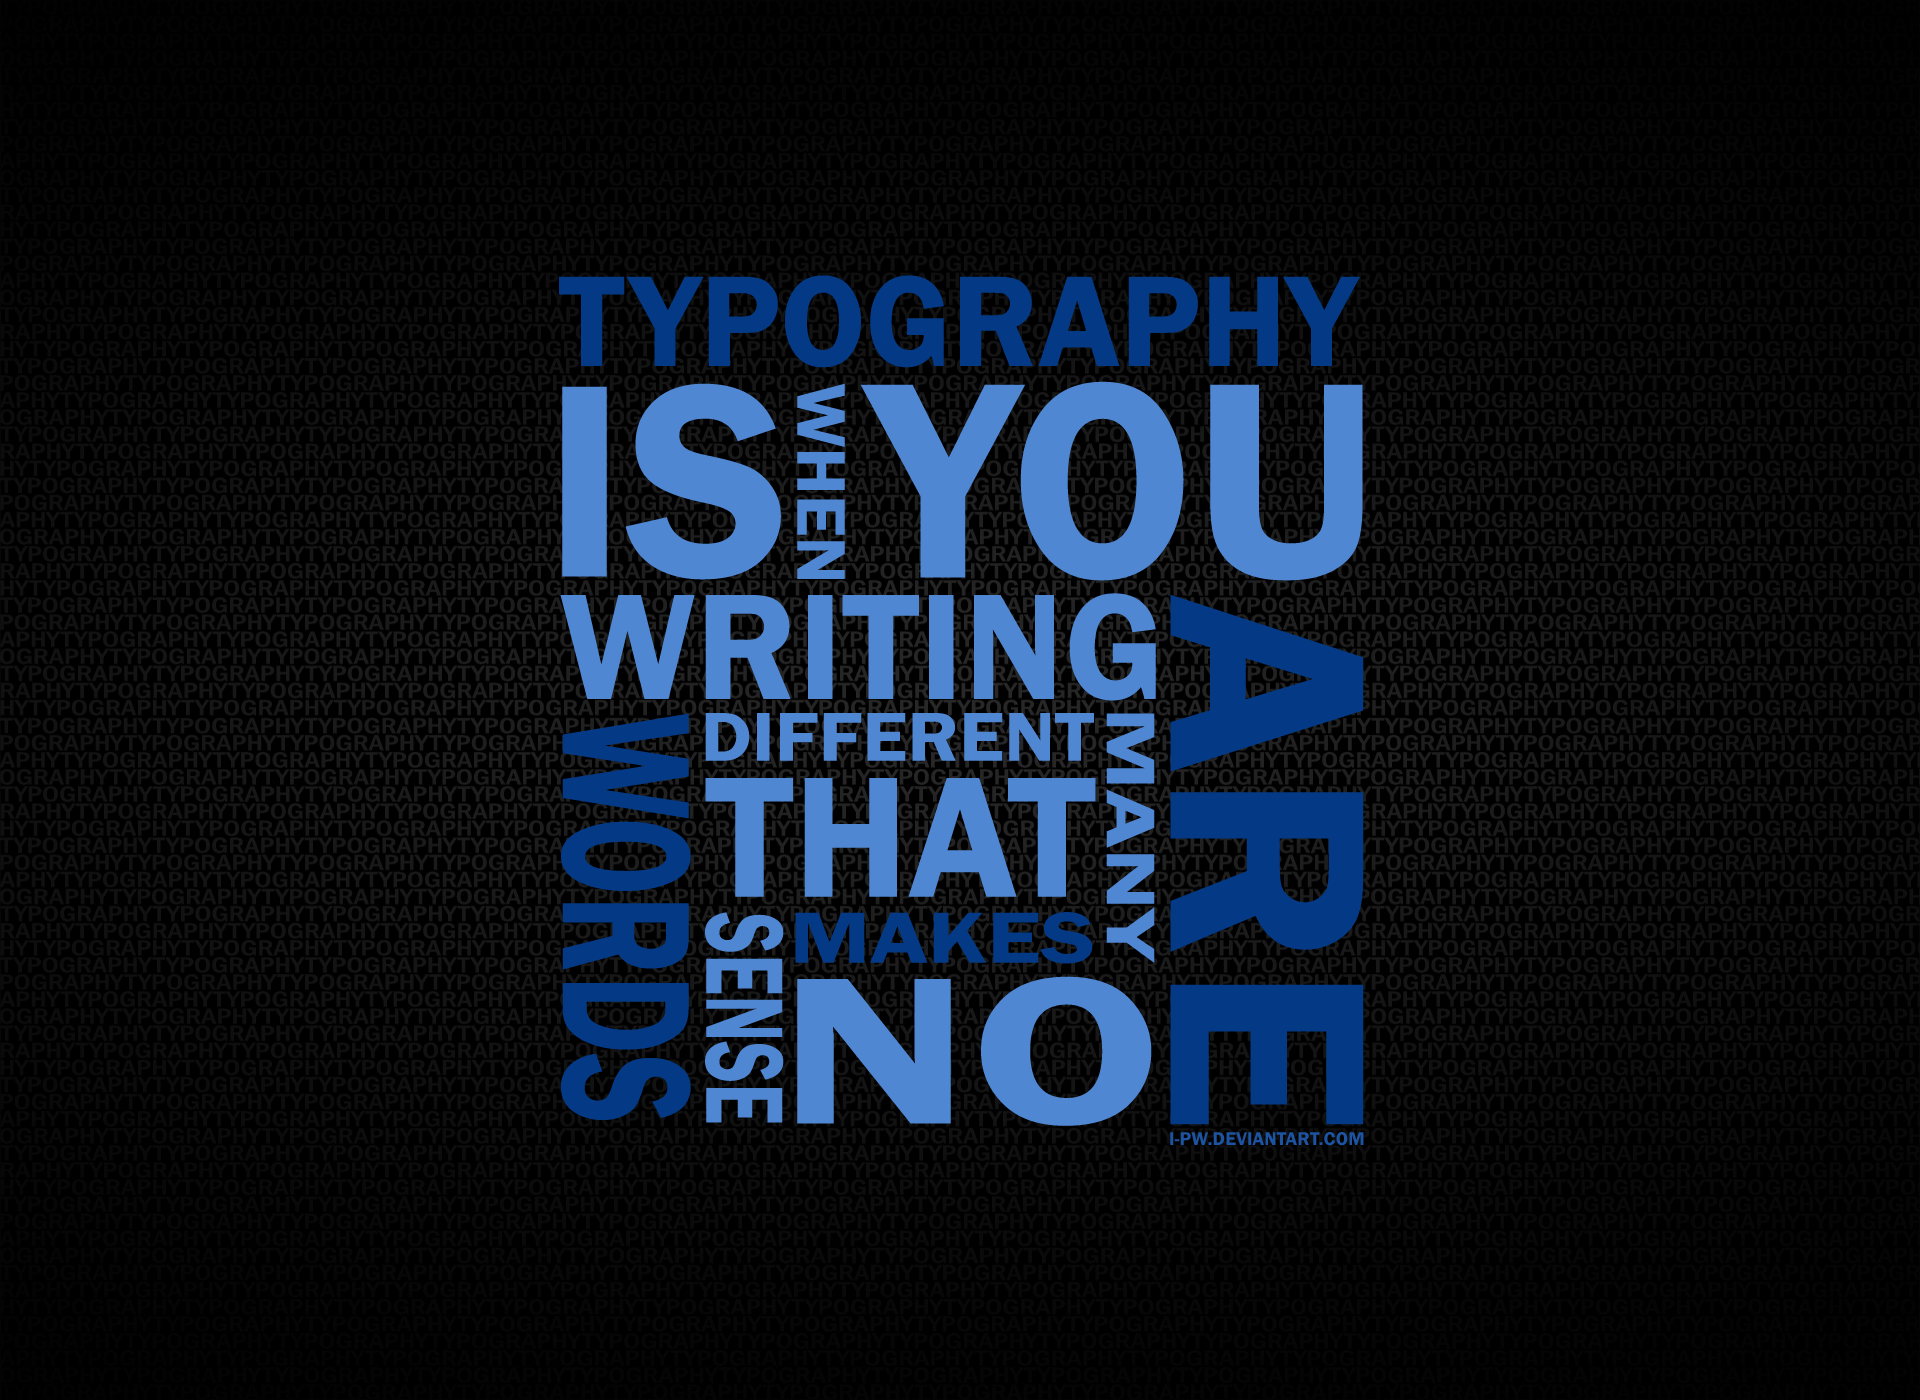 TYPOGRAPHY
IS
WHEN
YOU
ARE
WRITING
MANY
DIFFERENT
WORDS
THAT
MAKES
NO
SENSE
I-PW.DEVIANTART.COM